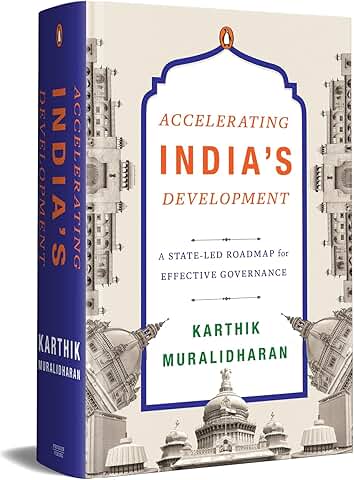 ACCELERATING
INDIA'S
DEVELOPMENT
A STATE-LED ROADMAP for
EFFECTIVE GOVERNANCE
KARTHIK
MURALIDHARAN
ACCELERATING
INDIA'S
DEVELOPMENT
KARTHIK
MURALIDHARAN